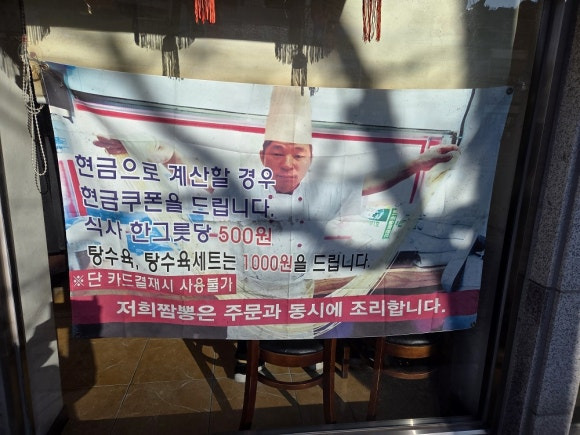 현금으로 계산할 경우
현금쿠폰을 드립니다.
식사 한그릇당 500원
탕수육, 탕수육세트는 1000원을 드립니다.
※ 단 카드결재시 사용불가
저희짬뽕은 주문과 동시에 조리합니다.